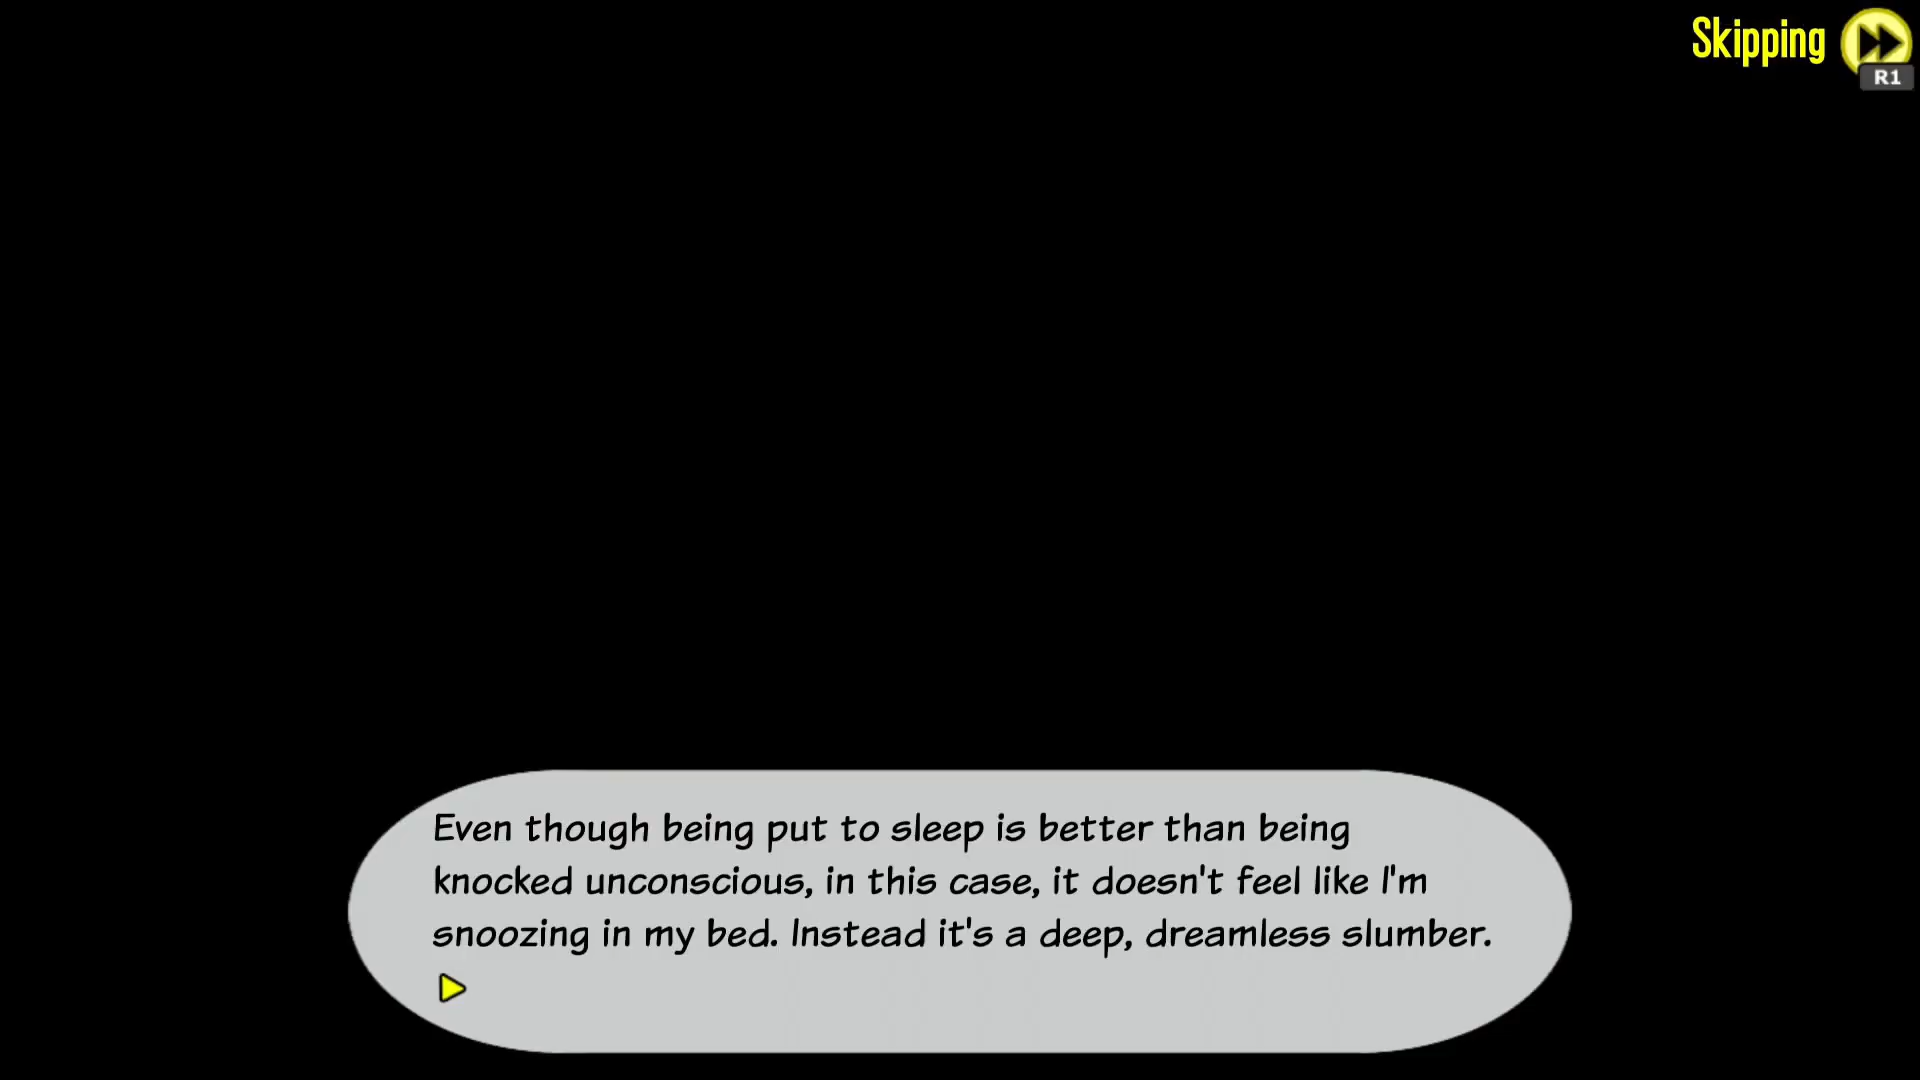 Skipping
R1
Even though being put to sleep is better than being
knocked unconscious, in this case, it doesn't feel like I'm
snoozing in my bed. Instead it's a deep, dreamless slumber.